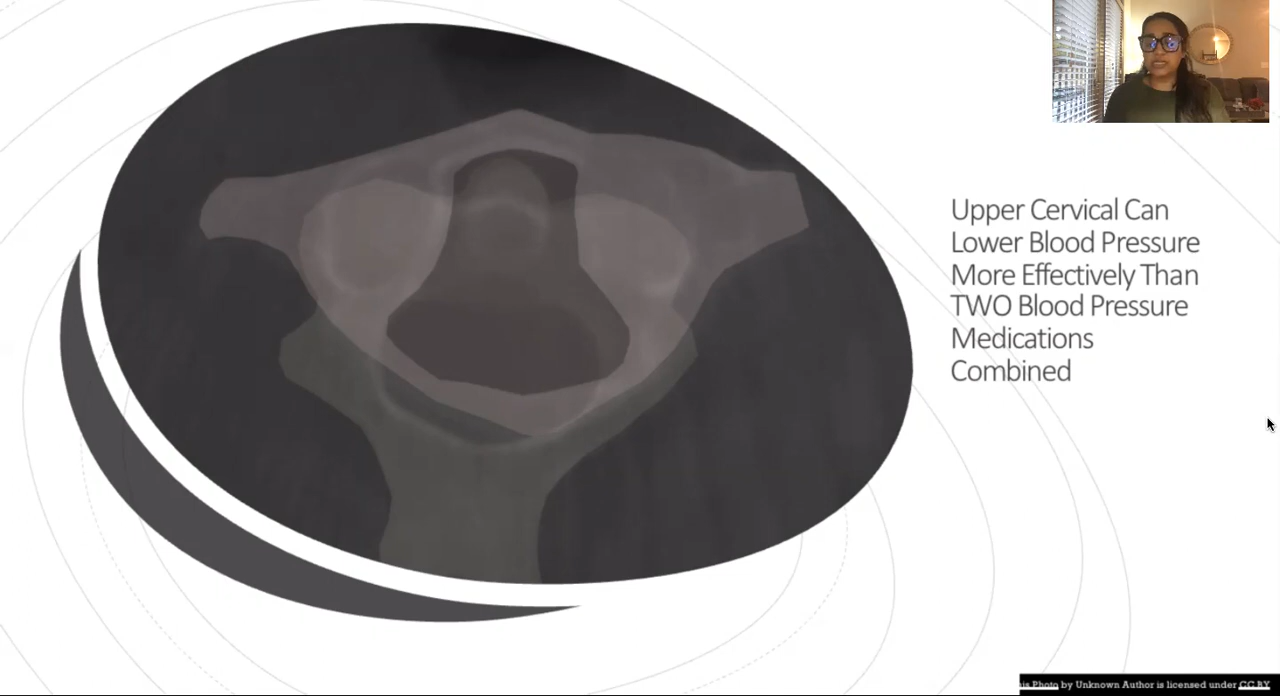 Upper Cervical Can
Lower Blood Pressure
More Effectively Than
TWO Blood Pressure
Medications
Combined
Photo by Unknown Author is licensed under CC BY